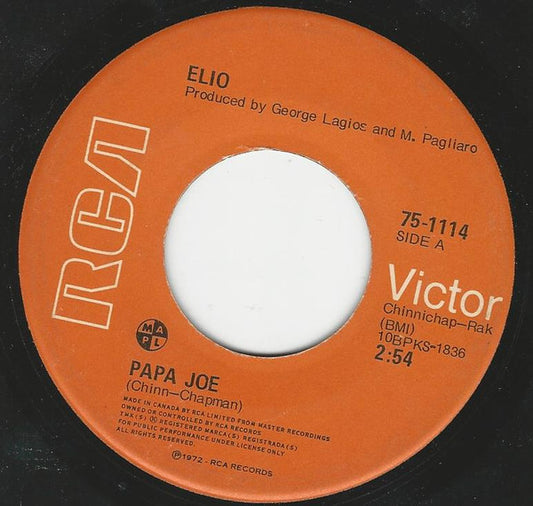 ELIO
Produced by George Lagios and M. Pagliaro
RCA
75-1114
SIDE A
Victor
Chinnichap-Rak
(BMI)
10BPKS-1836
2:54
M A
P L
PAPA JOE
(Chinn-Chapman)
MADE IN CANADA BY RCA LIMITED FROM MASTER RECORDINGS
OWNED OR CONTROLLED BY RCA RECORDS
TMK(S) ® REGISTERED MARCA(S) REGISTRADA(S)
FOR PUBLIC PERFORMANCE UNDER LICENSE ONLY
ALL RIGHTS RESERVED.
Ⓟ1972 - RCA RECORDS